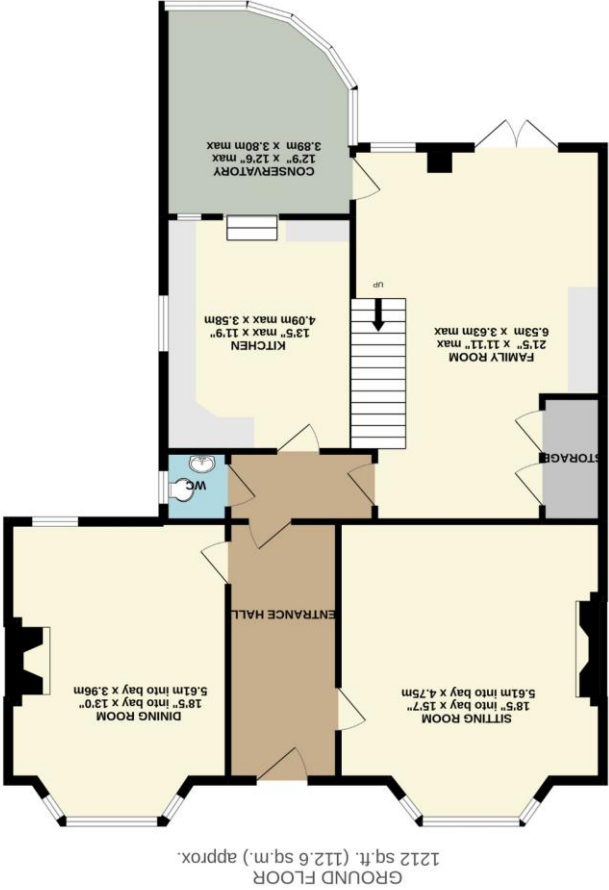 GROUND FLOOR
1212 sq.ft. (112.6 sq.m.) approx.
SITTING ROOM
18'5" into bay x 15'7"
5.61m into bay x 4.75m
DINING ROOM
18'5" into bay x 13'0"
5.61m into bay x 3.96m
ENTRANCE HALL
STORAGE
WC
FAMILY ROOM
21'5" x 11'11" max
6.53m x 3.63m max
KITCHEN
13'5" max x 11'9"
4.09m max x 3.58m
UP
CONSERVATORY
12'9" x 12'6" max
3.89m x 3.80m max